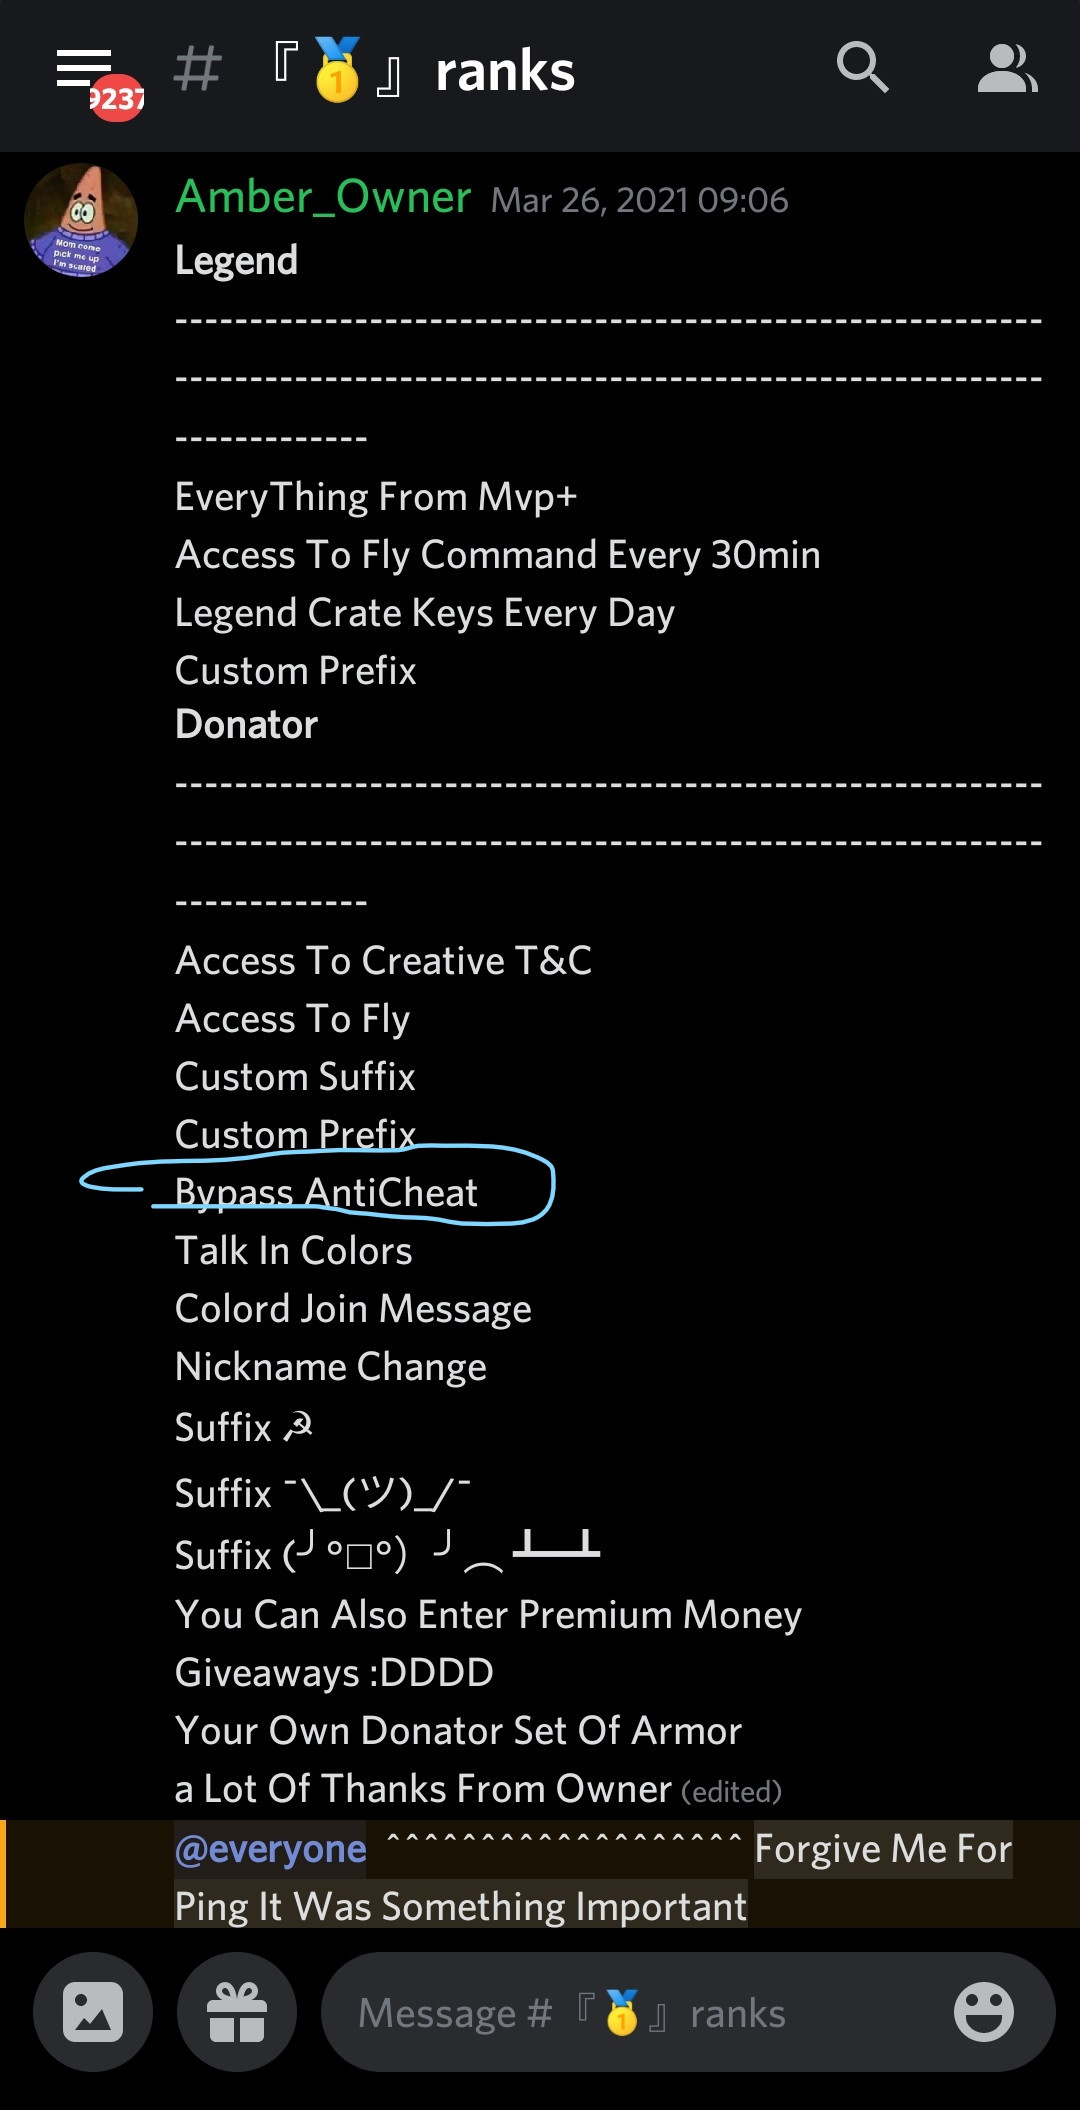 9237
# 『🥇』 ranks
Amber_Owner Mar 26, 2021 09:06
Mom come
pick me up
I'm scared
Legend
----------------------------------------------------------
----------------------------------------------------------
-------------
EveryThing From Mvp+
Access To Fly Command Every 30min
Legend Crate Keys Every Day
Custom Prefix
Donator
----------------------------------------------------------
----------------------------------------------------------
-------------
Access To Creative T&C
Access To Fly
Custom Suffix
Custom Prefix
Bypass AntiCheat
Talk In Colors
Colord Join Message
Nickname Change
Suffix ☭
Suffix ¯\_(ツ)_/¯
Suffix (╯°□°）╯︵ ┻━┻
You Can Also Enter Premium Money
Giveaways :DDDD
Your Own Donator Set Of Armor
a Lot Of Thanks From Owner (edited)
@everyone ^^^^^^^^^^^^^^^^^^^ Forgive Me For
Ping It Was Something Important
Message # 『🥇』 ranks